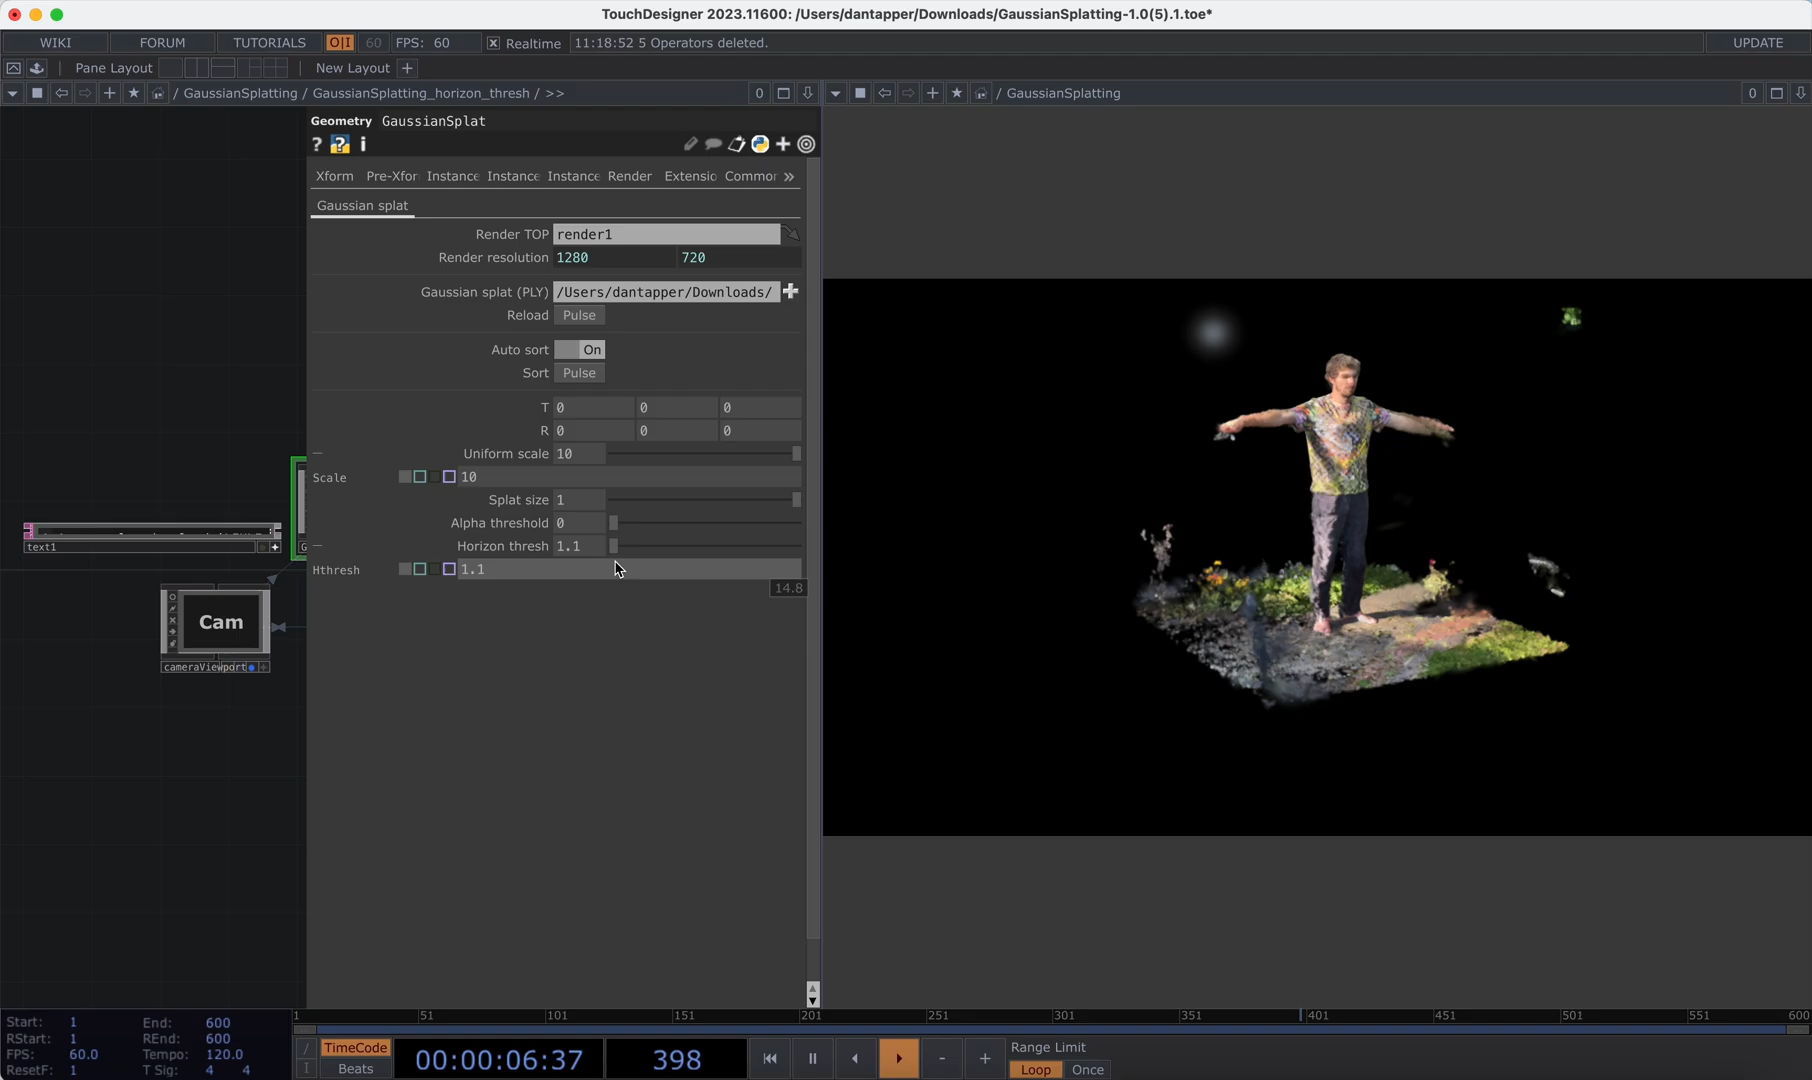 TouchDesigner 2023.11600: /Users/dantapper/Downloads/GaussianSplatting-1.0(5).1.toe*
WIKI FORUM TUTORIALS O|I 60 FPS: 60 Realtime 11:18:52 5 Operators deleted. UPDATE
Pane Layout New Layout +
/ GaussianSplatting / GaussianSplatting_horizon_thresh / >> 0 / GaussianSplatting 0
Geometry GaussianSplat
? ? i
Xform Pre-Xfor Instance Instance Instance Render Extensio Commor »
Gaussian splat
Render TOP render1
Render resolution 1280 720
Gaussian splat (PLY) /Users/dantapper/Downloads/
Reload Pulse
Auto sort On
Sort Pulse
T 0 0 0
R 0 0 0
Uniform scale 10
Scale 10
Splat size 1
Alpha threshold 0
Horizon thresh 1.1
Hthresh 1.1
14.8
text1
Cam
cameraViewport
1 51 101 151 201 251 301 351 401 451 501 551 600
Start: 1 End: 600
RStart: 1 REnd: 600
FPS: 60.0 Tempo: 120.0
ResetF: 1 T Sig: 4 4
TimeCode
Beats
00:00:06:37 398
- +
Range Limit
Loop Once